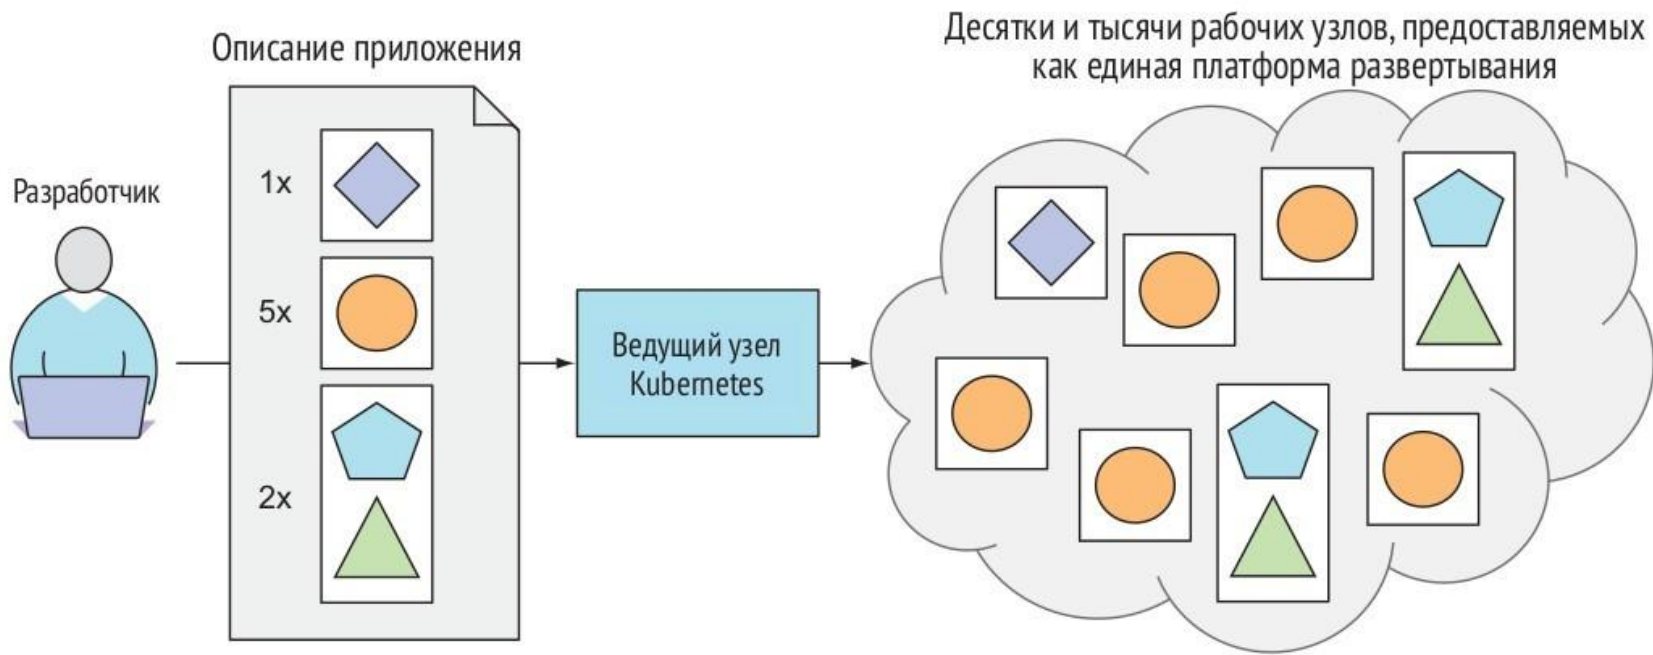 Описание приложения
Десятки и тысячи рабочих узлов, предоставляемых
как единая платформа развертывания
Разработчик
1x
5x
2x
Ведущий узел
Kubernetes